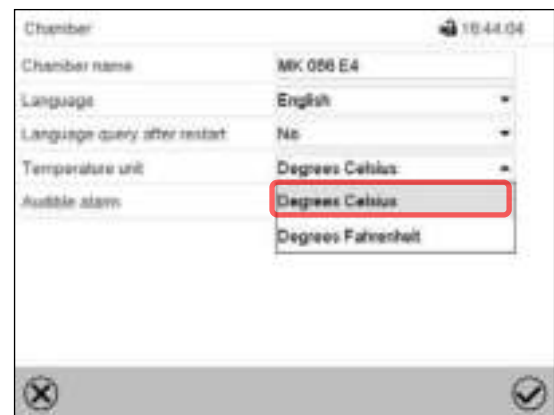 Chamber 16:44:04
Chamber name MK 056 E4
Language English
Language query after restart No
Temperature unit Degrees Celsius
Audible alarm Degrees Celsius
Degrees Fahrenheit